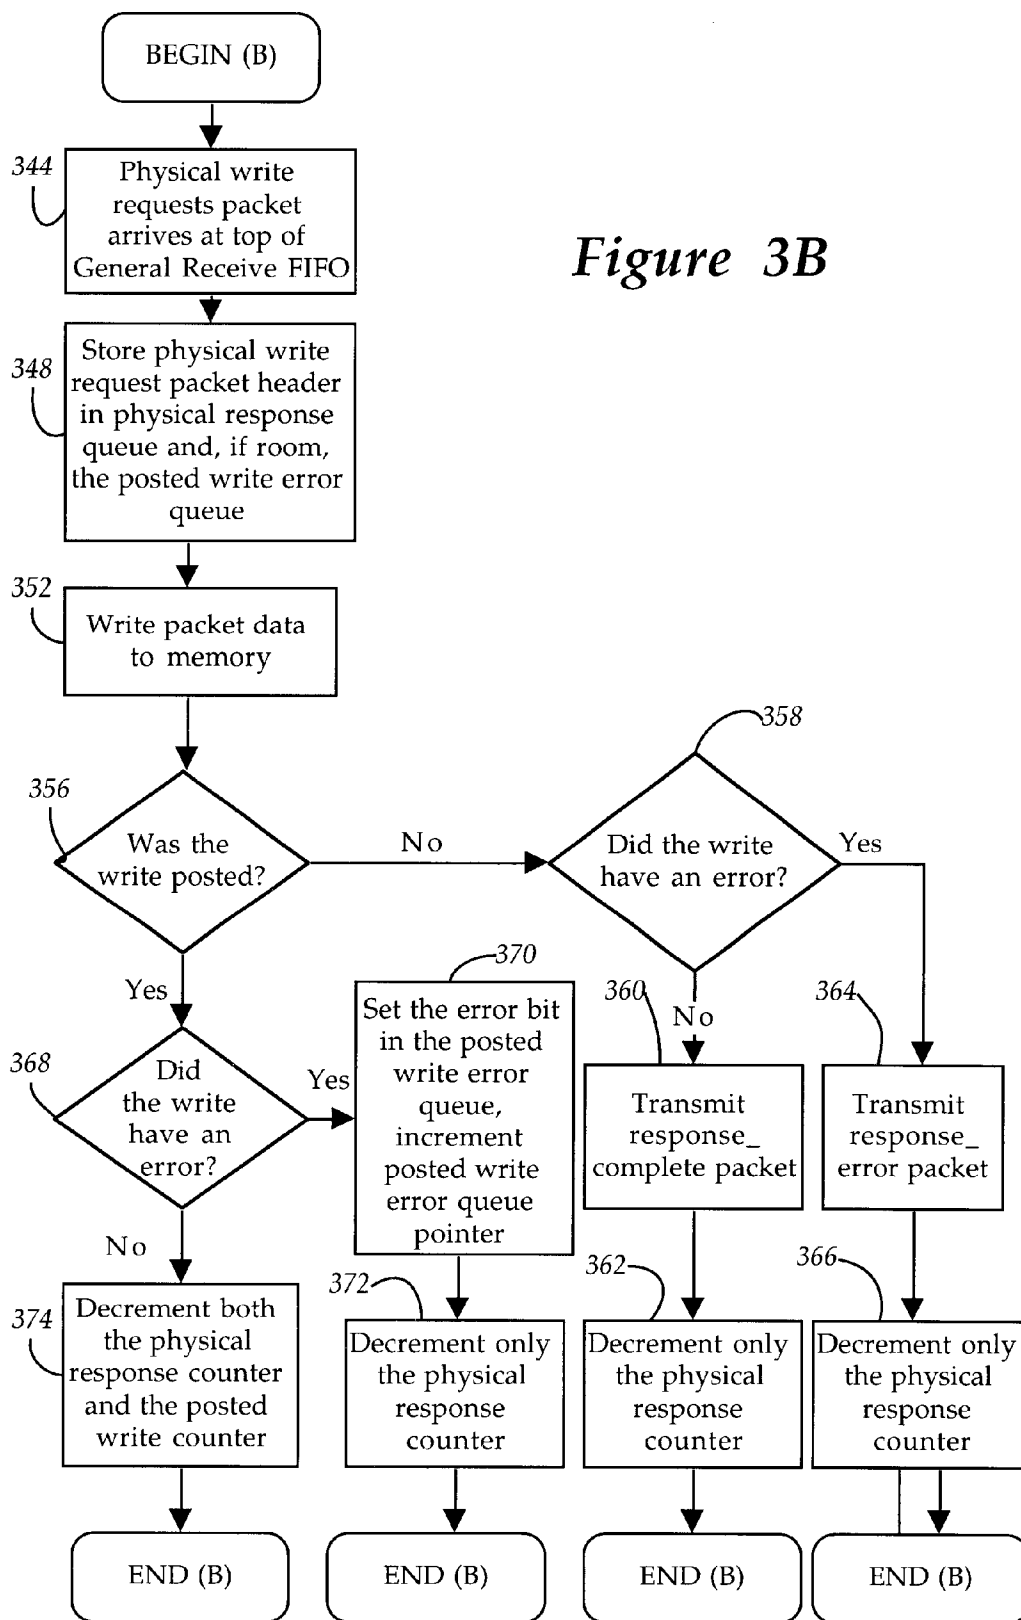 BEGIN (B)
344
Physical write
requests packet
arrives at top of
General Receive FIFO
Figure 3B
348
Store physical write
request packet header
in physical response
queue and, if room,
the posted write error
queue
352
Write packet data
to memory
358
356
Was the
write posted?
No
Did the write
have an error?
Yes
Yes
370
Set the error bit
in the posted
write error
queue,
increment
posted write
error queue
pointer
360
No
364
368
Did
the write
have an
error?
Yes
Transmit
response_
complete packet
Transmit
response_
error packet
No
374
Decrement both
the physical
response counter
and the posted
write counter
372
Decrement only
the physical
response
counter
362
Decrement only
the physical
response
counter
366
Decrement only
the physical
response
counter
END (B)
END (B)
END (B)
END (B)